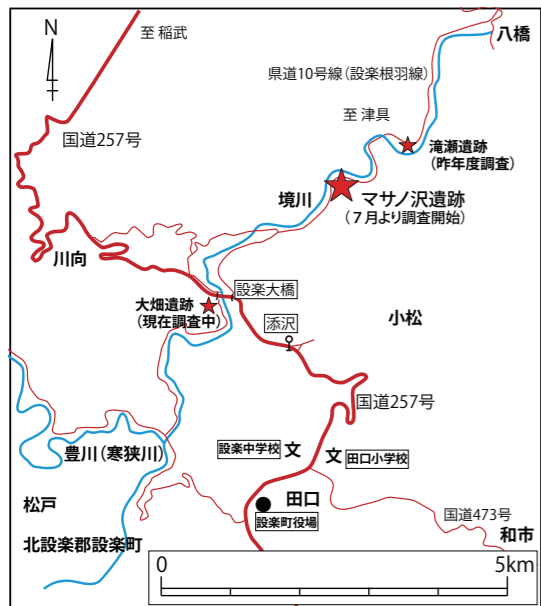 N
至 稲武
八橋
県道10号線(設楽根羽線)
国道257号
至 津具
滝瀬遺跡
(昨年度調査)
境川
マサノ沢遺跡
(７月より調査開始)
川向
設楽大橋
大畑遺跡
(現在調査中)
添沢
小松
国道257号
設楽中学校
文
文
田口小学校
豊川(寒狭川)
松戸
田口
設楽町役場
国道473号
和市
北設楽郡設楽町
0
5km